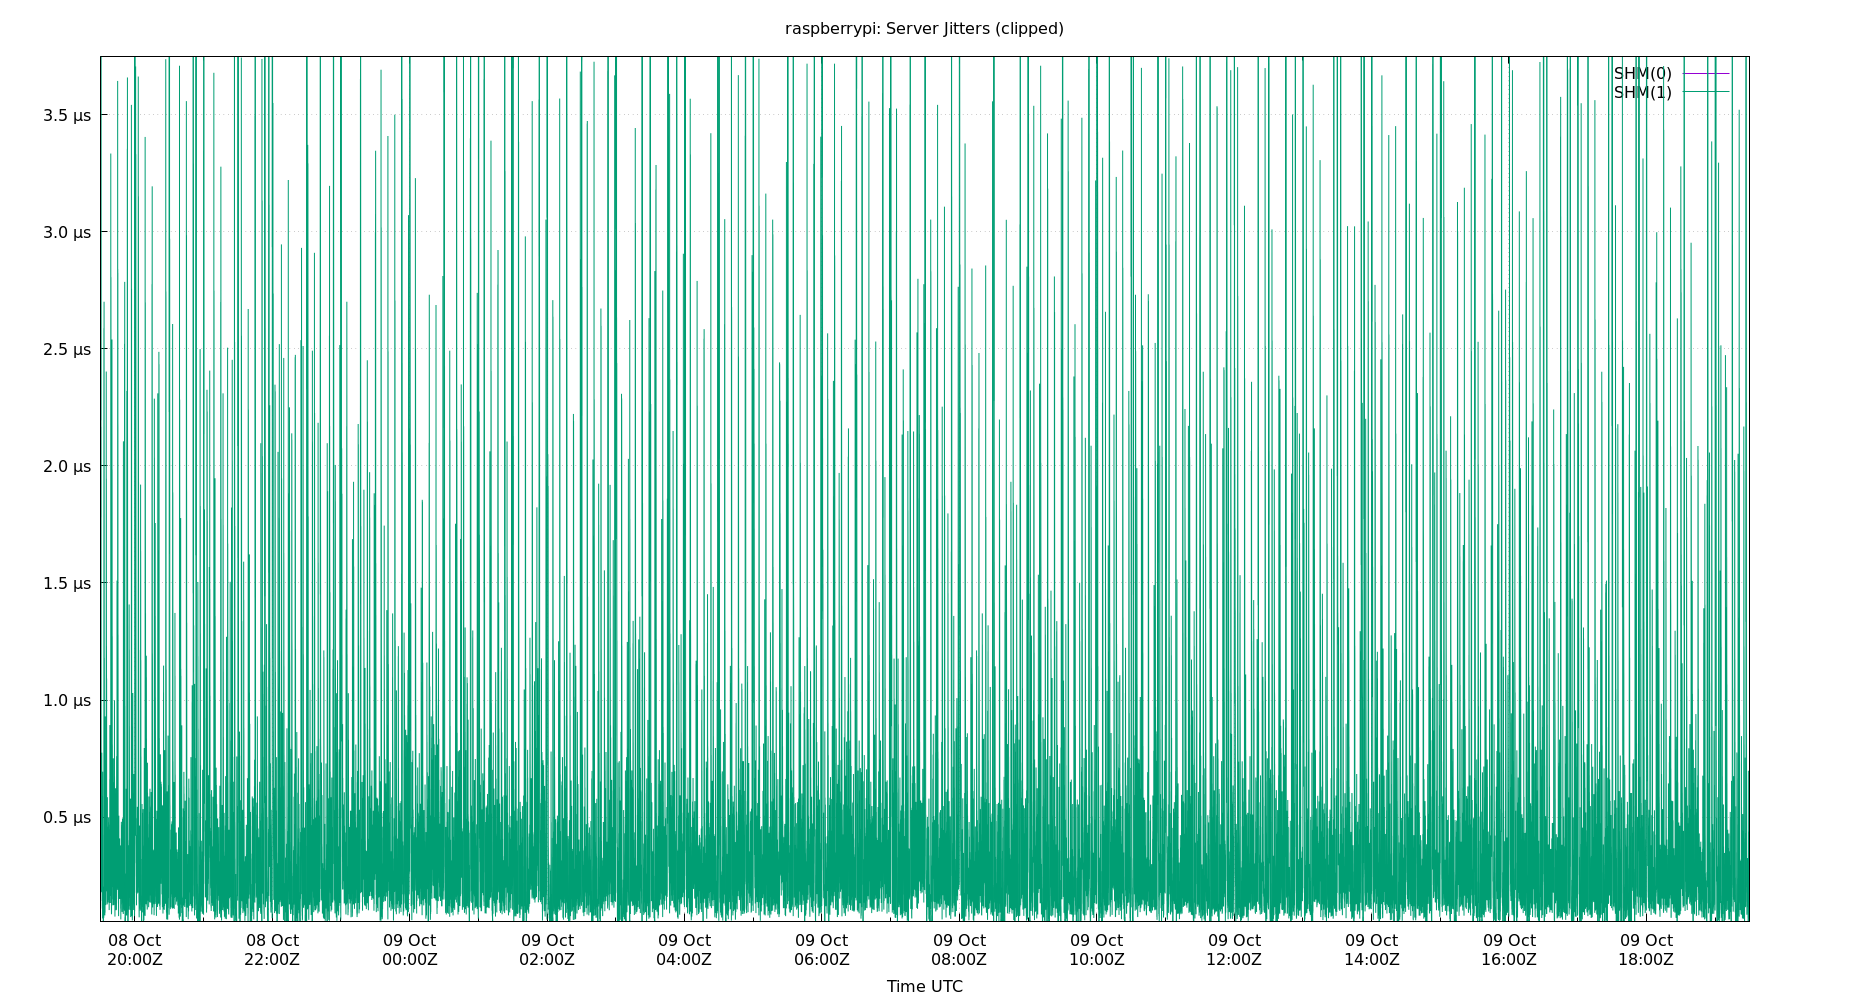 raspberrypi: Server Jitters (clipped)
SHM(0)
SHM(1)
3.5 µs
3.0 µs
2.5 µs
2.0 µs
1.5 µs
1.0 µs
0.5 µs
08 Oct 08 Oct 09 Oct 09 Oct 09 Oct 09 Oct 09 Oct 09 Oct 09 Oct 09 Oct 09 Oct 09 Oct
20:00Z 22:00Z 00:00Z 02:00Z 04:00Z 06:00Z 08:00Z 10:00Z 12:00Z 14:00Z 16:00Z 18:00Z
Time UTC